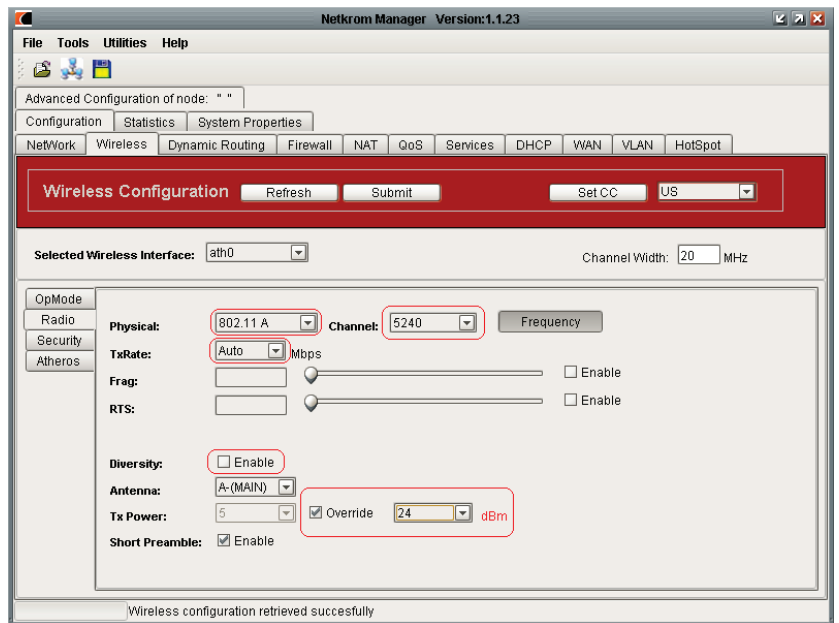 Netkrom Manager Version:1.1.23
File Tools Utilities Help
Advanced Configuration of node: " "
Configuration Statistics System Properties
NetWork Wireless Dynamic Routing Firewall NAT QoS Services DHCP WAN VLAN HotSpot
Wireless Configuration Refresh Submit Set CC US
Selected Wireless Interface: ath0 Channel Width: 20 MHz
OpMode
Radio
Security
Atheros
Physical: 802.11 A Channel: 5240 Frequency
TxRate: Auto Mbps
Frag: Enable
RTS: Enable
Diversity: Enable
Antenna: A-(MAIN)
Tx Power: 5 Override 24 dBm
Short Preamble: Enable
Wireless configuration retrieved succesfully